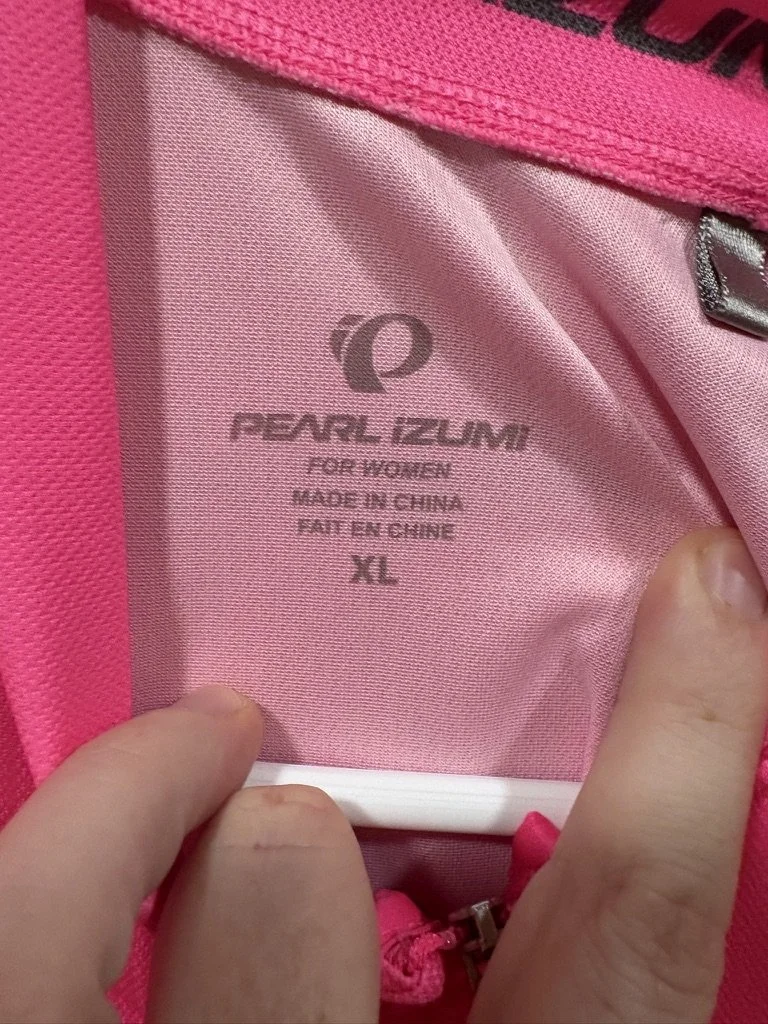 PEARL iZUMi
FOR WOMEN
MADE IN CHINA
FAIT EN CHINE
XL